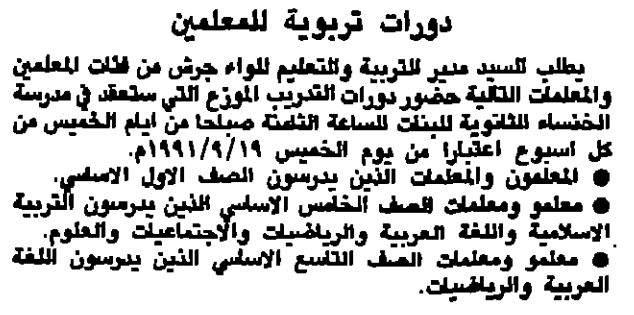 دورات تربوية للمعلمين
يطلب السيد مدير التربية والتعليم للواء جرش من فئات المعلمين
والمعلمات التالية حضور دورات التدريب الموزع التي ستعقد في مدرسة
الخنساء الثانوية للبنات الساعة الثامنة صباحا من ايام الخميس من
كل اسبوع اعتبارا من يوم الخميس ١٩٩١/٩/١٩م.
● المعلمون والمعلمات الذين يدرسون الصف الاول الاساسي.
● معلمو ومعلمات الصف الخامس الاساسي الذين يدرسون التربية
الاسلامية واللغة العربية والرياضيات والاجتماعيات والعلوم.
● معلمو ومعلمات الصف التاسع الاساسي الذين يدرسون اللغة
العربية والرياضيات.